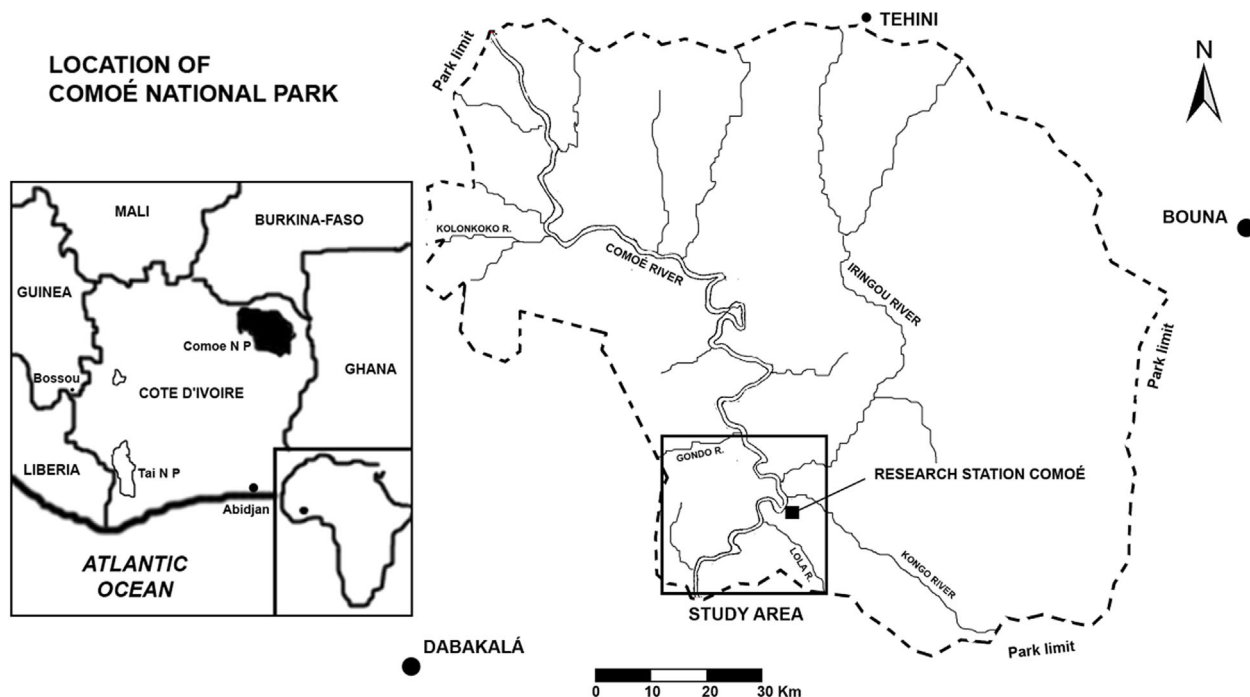 LOCATION OF
COMOÉ NATIONAL PARK
Park limit
TEHINI
N
BOUNA
KOLONKOKO R.
COMOÉ RIVER
IRINGOU RIVER
Park limit
GONDO R.
RESEARCH STATION COMOÉ
LOLA R.
KONGO RIVER
STUDY AREA
Park limit
MALI
BURKINA-FASO
GUINEA
Comoe N P
GHANA
Bossou
COTE D'IVOIRE
LIBERIA
Tai N P
Abidjan
ATLANTIC
OCEAN
DABAKALÁ
0 10 20 30 Km